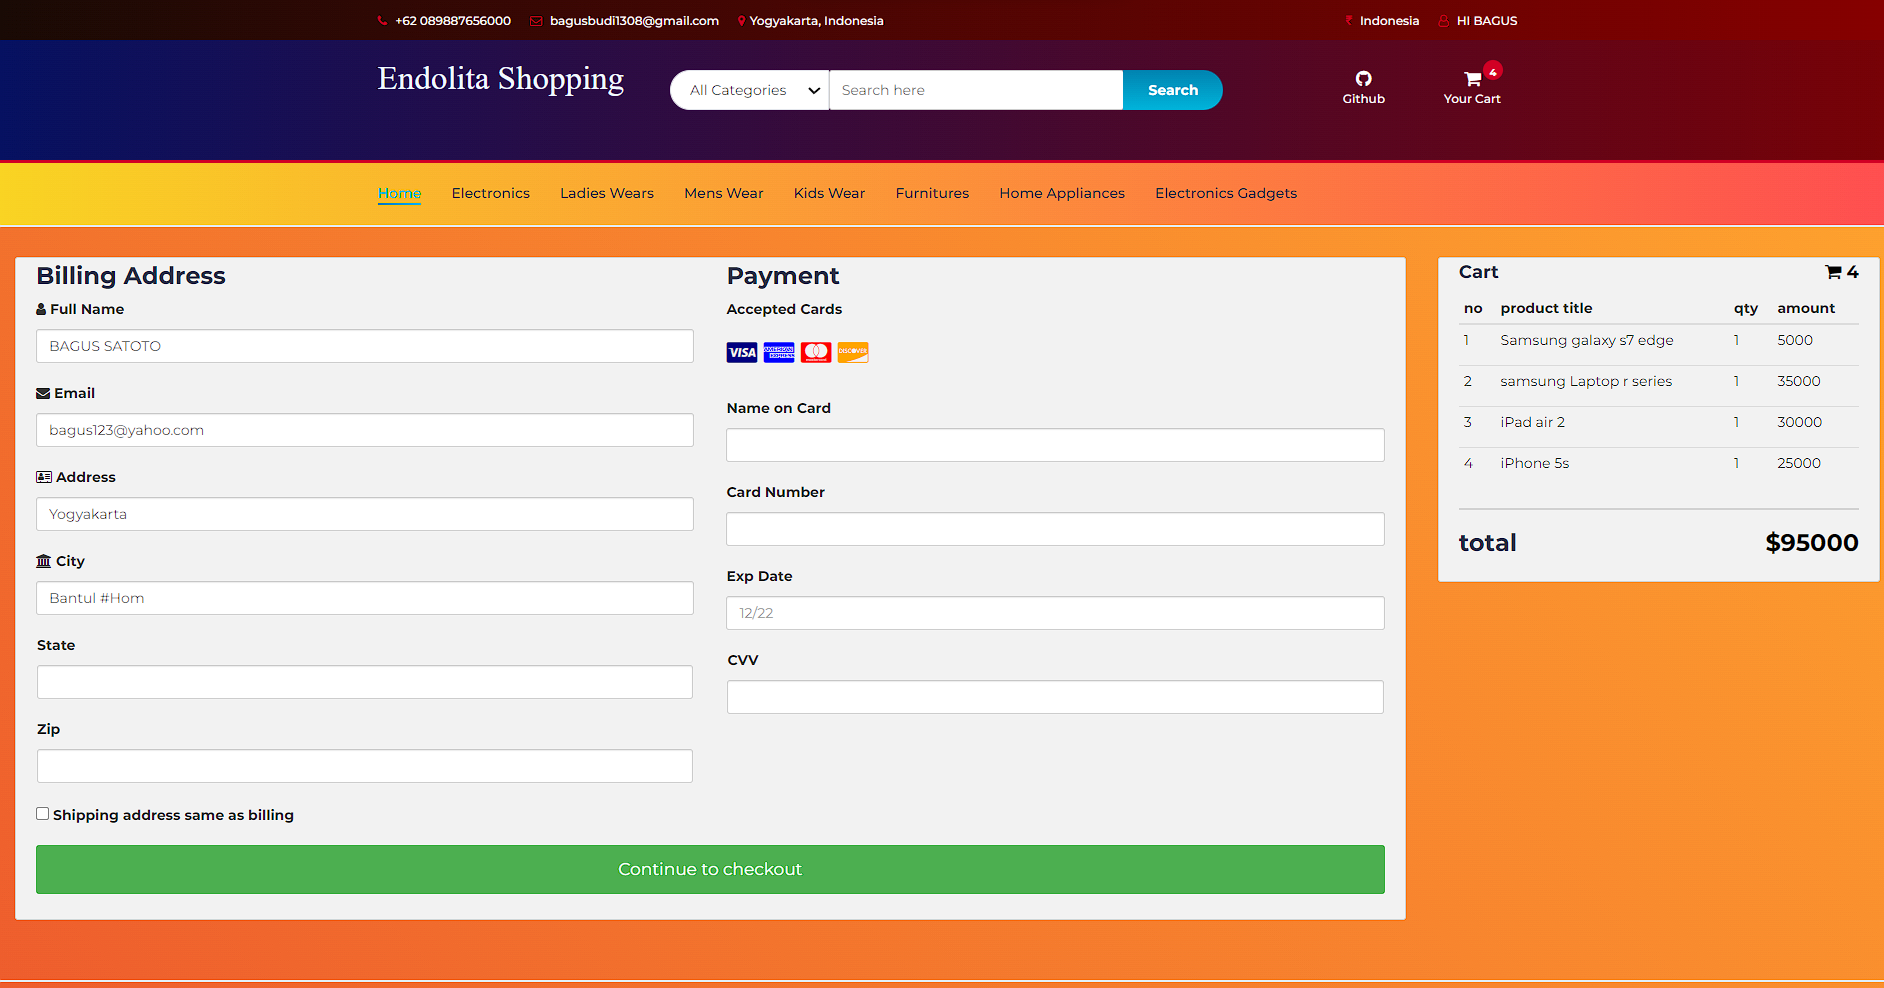 +62 089887656000 bagusbudi1308@gmail.com Yogyakarta, Indonesia Indonesia HI BAGUS
Endolita Shopping All Categories Search here Search Github Your Cart 4
Home Electronics Ladies Wears Mens Wear Kids Wear Furnitures Home Appliances Electronics Gadgets
Billing Address
Full Name
BAGUS SATOTO
Email
bagus123@yahoo.com
Address
Yogyakarta
City
Bantul #Hom
State
Zip
Shipping address same as billing
Payment
Accepted Cards
VISA AMERICAN EXPRESS mastercard DISCOVER
Name on Card
Card Number
Exp Date
12/22
CVV
Continue to checkout
Cart 4
no product title qty amount
1 Samsung galaxy s7 edge 1 5000
2 samsung Laptop r series 1 35000
3 iPad air 2 1 30000
4 iPhone 5s 1 25000
total $95000